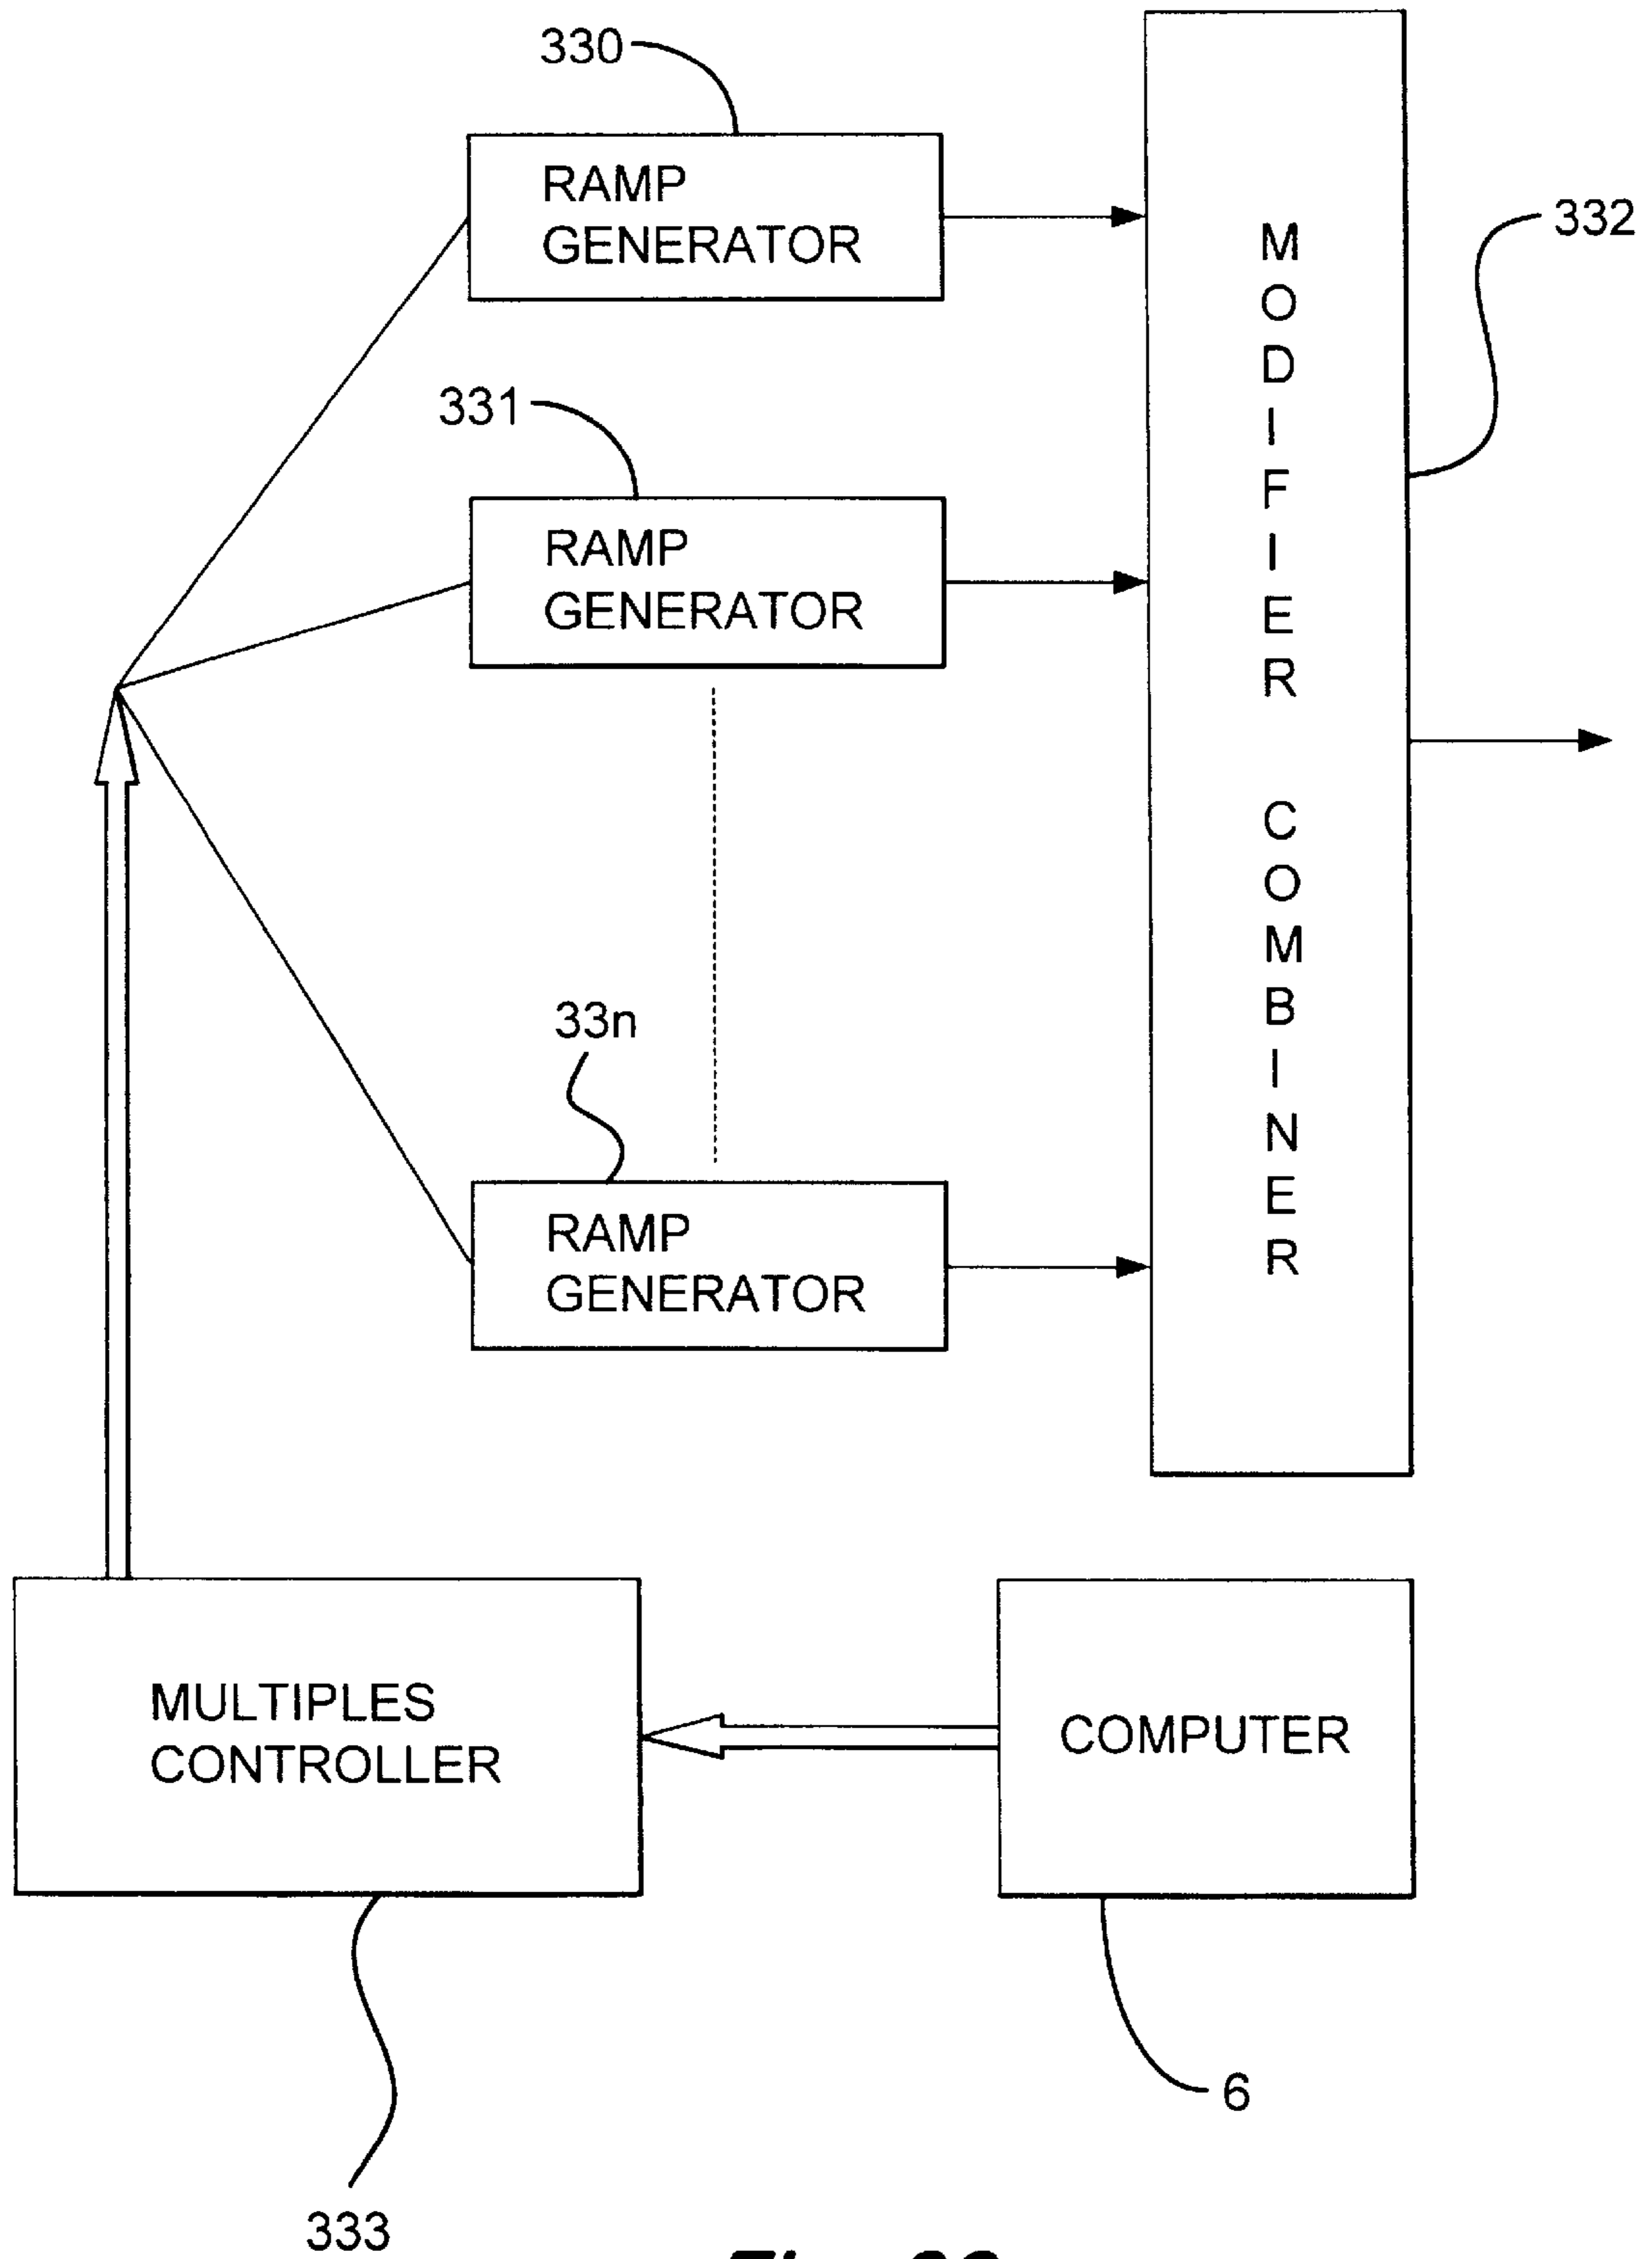 330
RAMP
GENERATOR
332
331
RAMP
GENERATOR
MODIFIER COMBINER
33n
RAMP
GENERATOR
MULTIPLES
CONTROLLER
COMPUTER
6
333